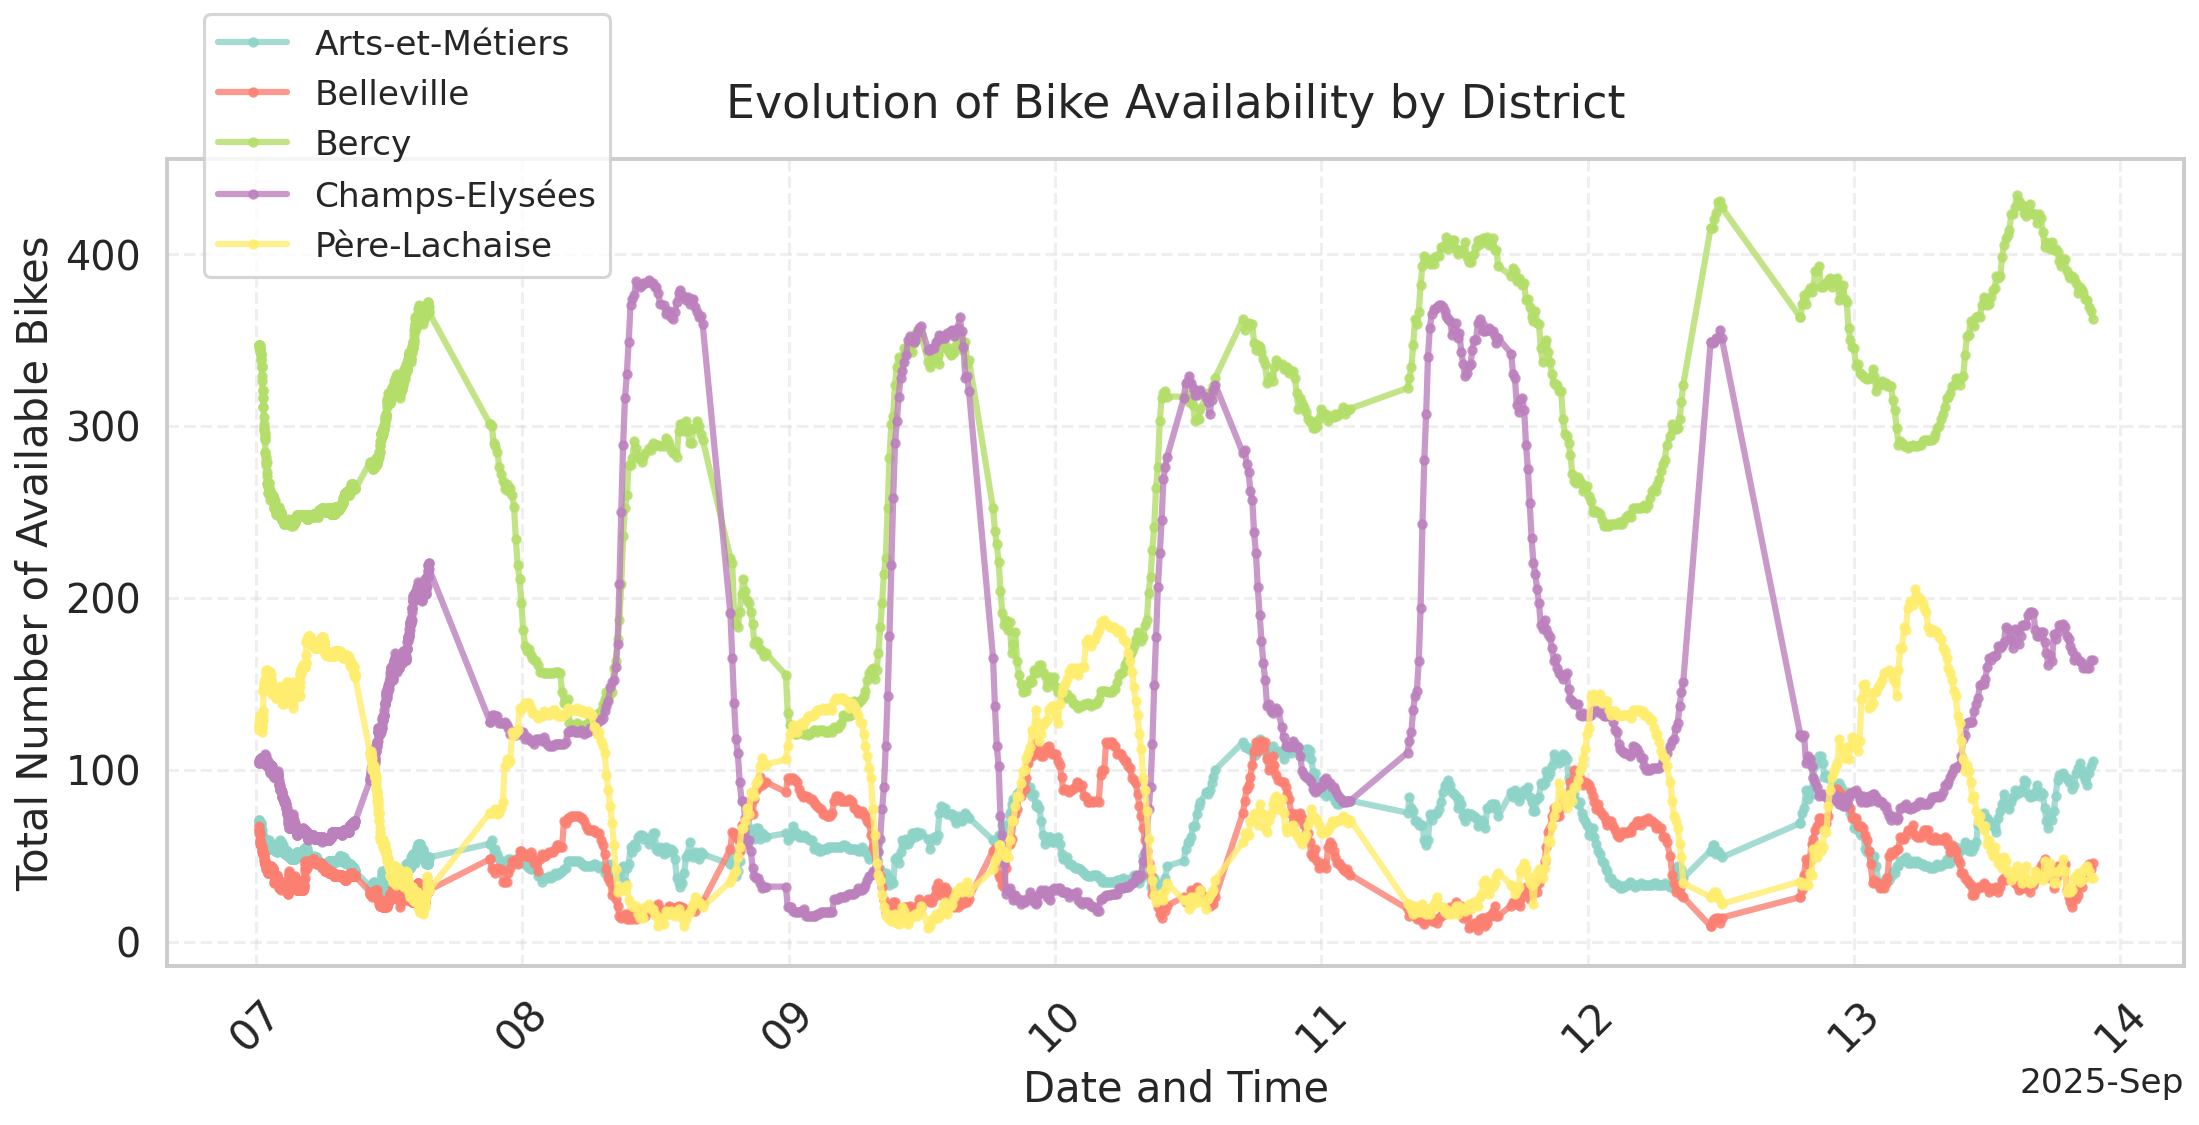 Arts-et-Métiers
Belleville
Bercy
Champs-Elysées
Père-Lachaise
Evolution of Bike Availability by District
Total Number of Available Bikes
400
300
200
100
0
07
08
09
10
11
12
13
14
Date and Time
2025-Sep